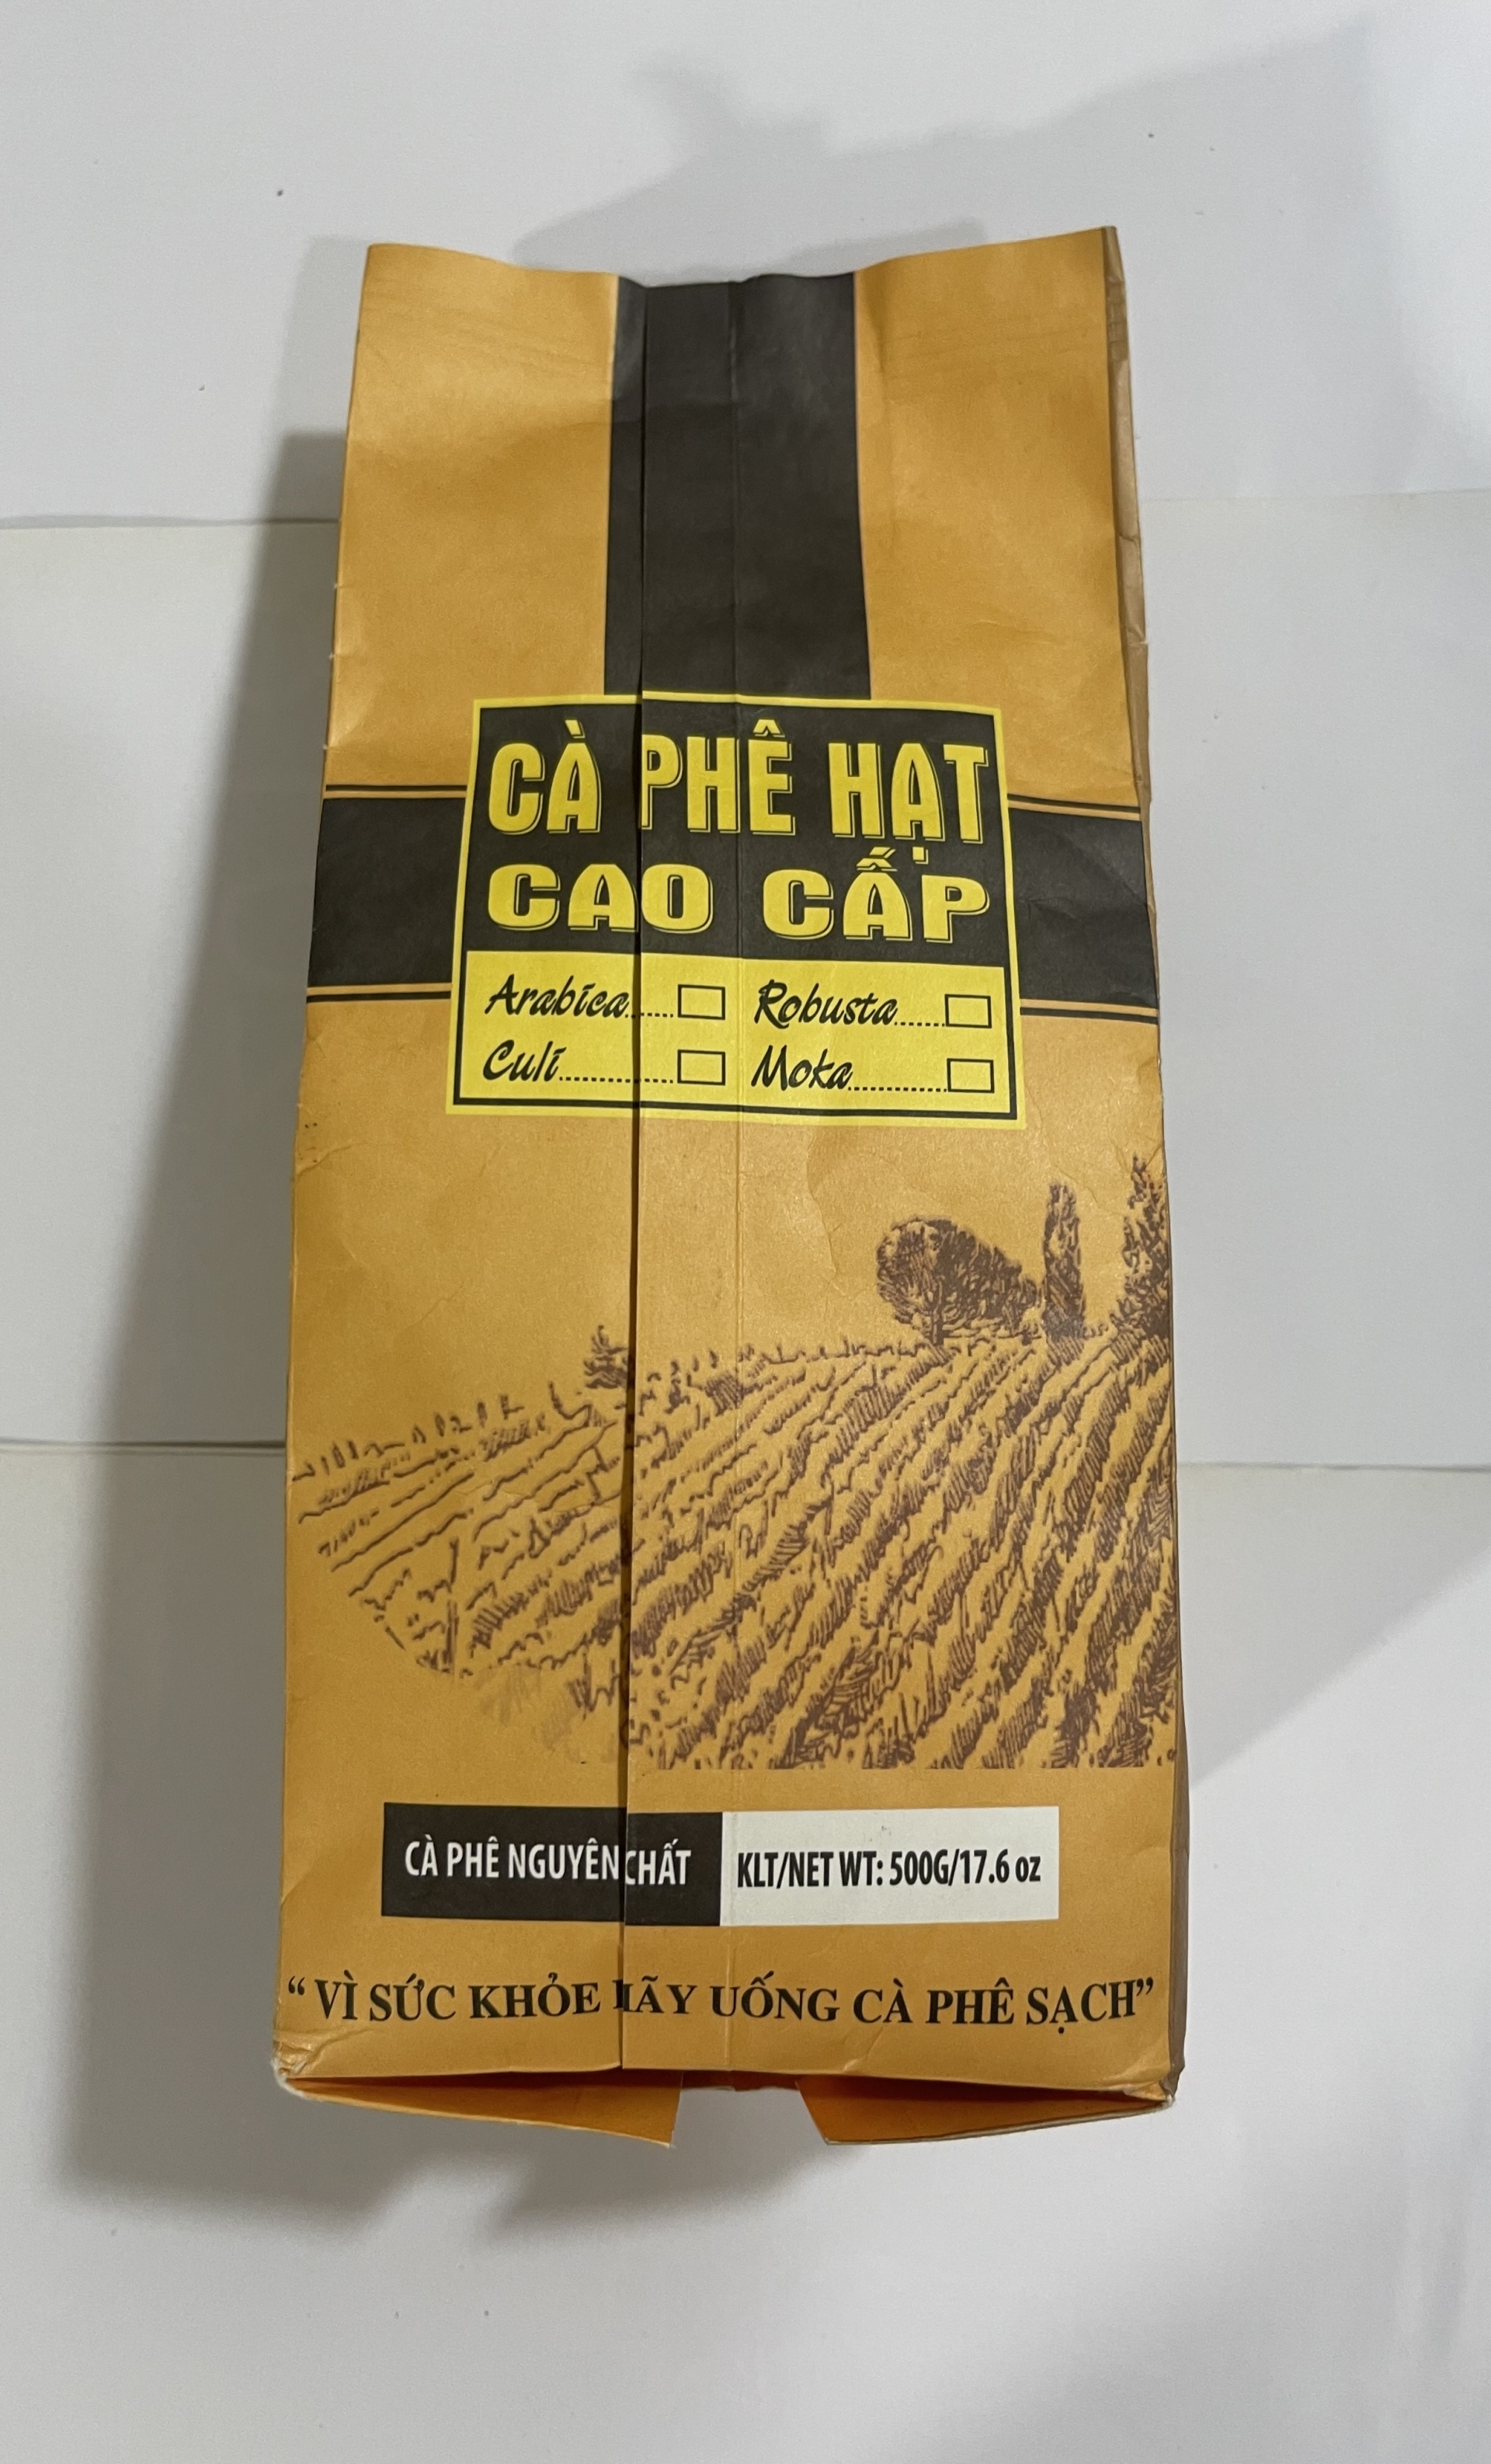 CÀ PHÊ HẠT
CAO CẤP
Arabica....... Robusta.......
Culi............... Moka.............
CÀ PHÊ NGUYÊN CHẤT KLT/NET WT: 500G/17.6 oz
“ VÌ SỨC KHỎE HÃY UỐNG CÀ PHÊ SẠCH”